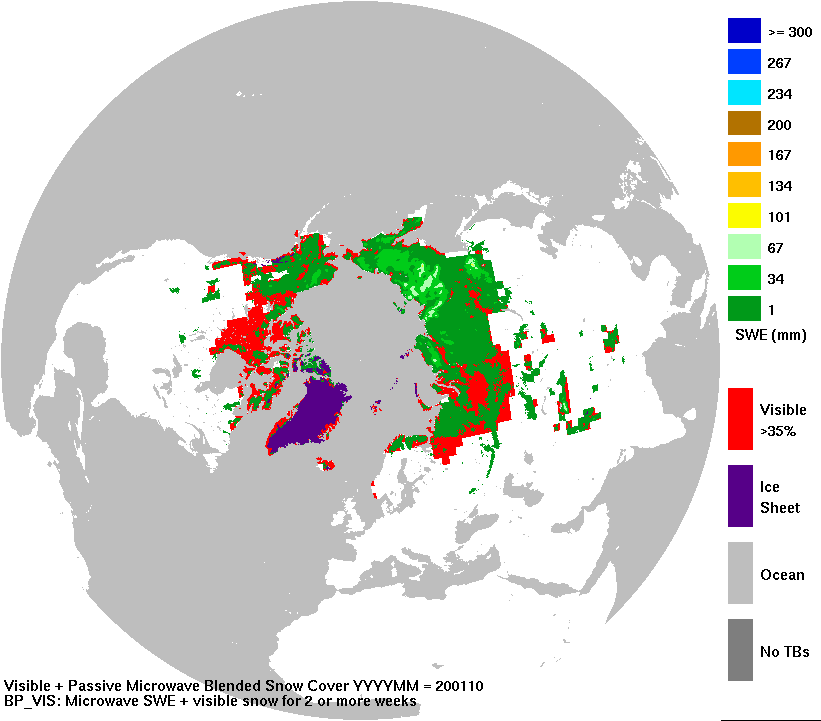 >= 300
267
234
200
167
134
101
67
34
1
SWE (mm)
Visible
>35%
Ice
Sheet
Ocean
No TBs
Visible + Passive Microwave Blended Snow Cover YYYYMM = 200110
BP_VIS: Microwave SWE + visible snow for 2 or more weeks